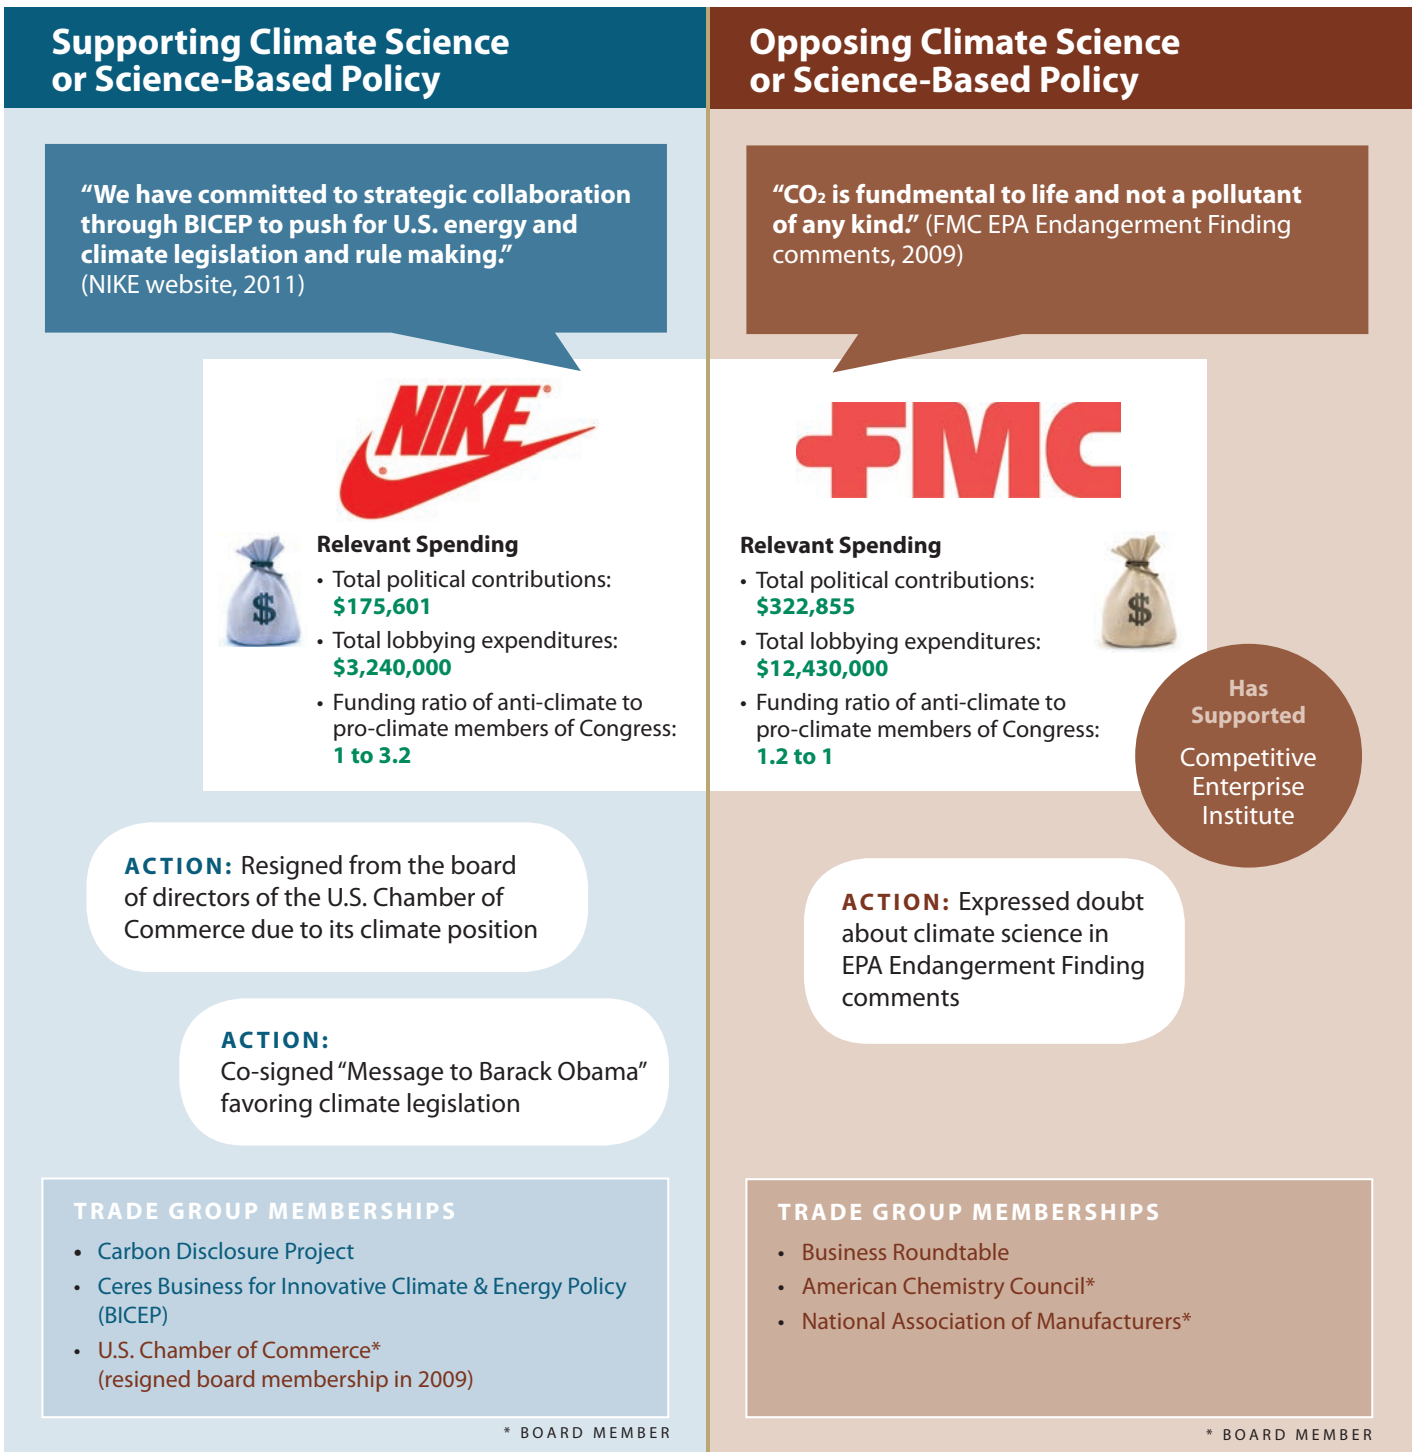 Supporting Climate Science
or Science-Based Policy
“We have committed to strategic collaboration
through BICEP to push for U.S. energy and
climate legislation and rule making.”
(NIKE website, 2011)
NIKE
Relevant Spending
• Total political contributions:
$175,601
• Total lobbying expenditures:
$3,240,000
• Funding ratio of anti-climate to
pro-climate members of Congress:
1 to 3.2
ACTION: Resigned from the board
of directors of the U.S. Chamber of
Commerce due to its climate position
ACTION:
Co-signed “Message to Barack Obama”
favoring climate legislation
TRADE GROUP MEMBERSHIPS
• Carbon Disclosure Project
• Ceres Business for Innovative Climate & Energy Policy
(BICEP)
• U.S. Chamber of Commerce*
(resigned board membership in 2009)
* BOARD MEMBER
Opposing Climate Science
or Science-Based Policy
“CO₂ is fundmental to life and not a pollutant
of any kind.” (FMC EPA Endangerment Finding
comments, 2009)
FMC
Relevant Spending
• Total political contributions:
$322,855
• Total lobbying expenditures:
$12,430,000
• Funding ratio of anti-climate to
pro-climate members of Congress:
1.2 to 1
Has
Supported
Competitive
Enterprise
Institute
ACTION: Expressed doubt
about climate science in
EPA Endangerment Finding
comments
TRADE GROUP MEMBERSHIPS
• Business Roundtable
• American Chemistry Council*
• National Association of Manufacturers*
* BOARD MEMBER